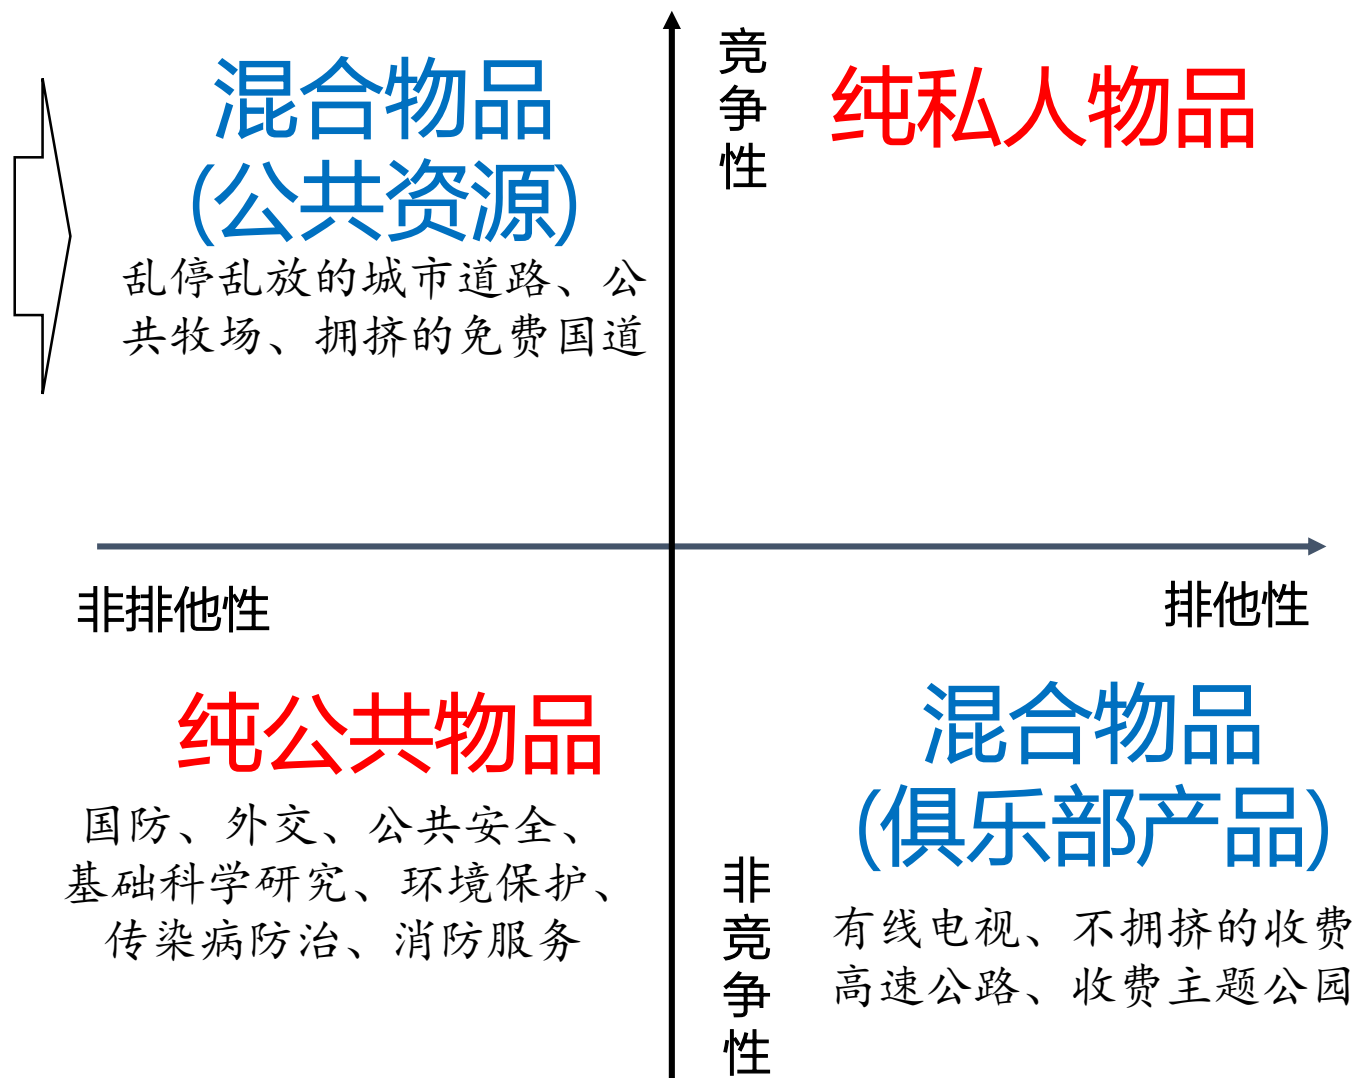 混合物品
(公共资源)
乱停乱放的城市道路、公
共牧场、拥挤的免费国道
竞争性
纯私人物品
非排他性
排他性
纯公共物品
国防、外交、公共安全、
基础科学研究、环境保护、
传染病防治、消防服务
非竞争性
混合物品
(俱乐部产品)
有线电视、不拥挤的收费
高速公路、收费主题公园